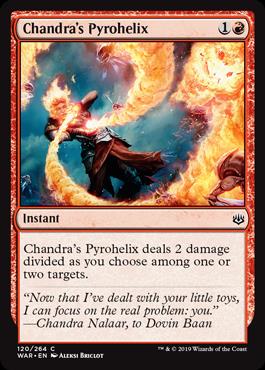 Chandra's Pyrohelix 1
Instant
Chandra's Pyrohelix deals 2 damage
divided as you choose among one or
two targets.
"Now that I've dealt with your little toys,
I can focus on the real problem: you."
—Chandra Nalaar, to Dovin Baan
120/264 C
WAR • EN Aleksi Briclot
™ & © 2019 Wizards of the Coast